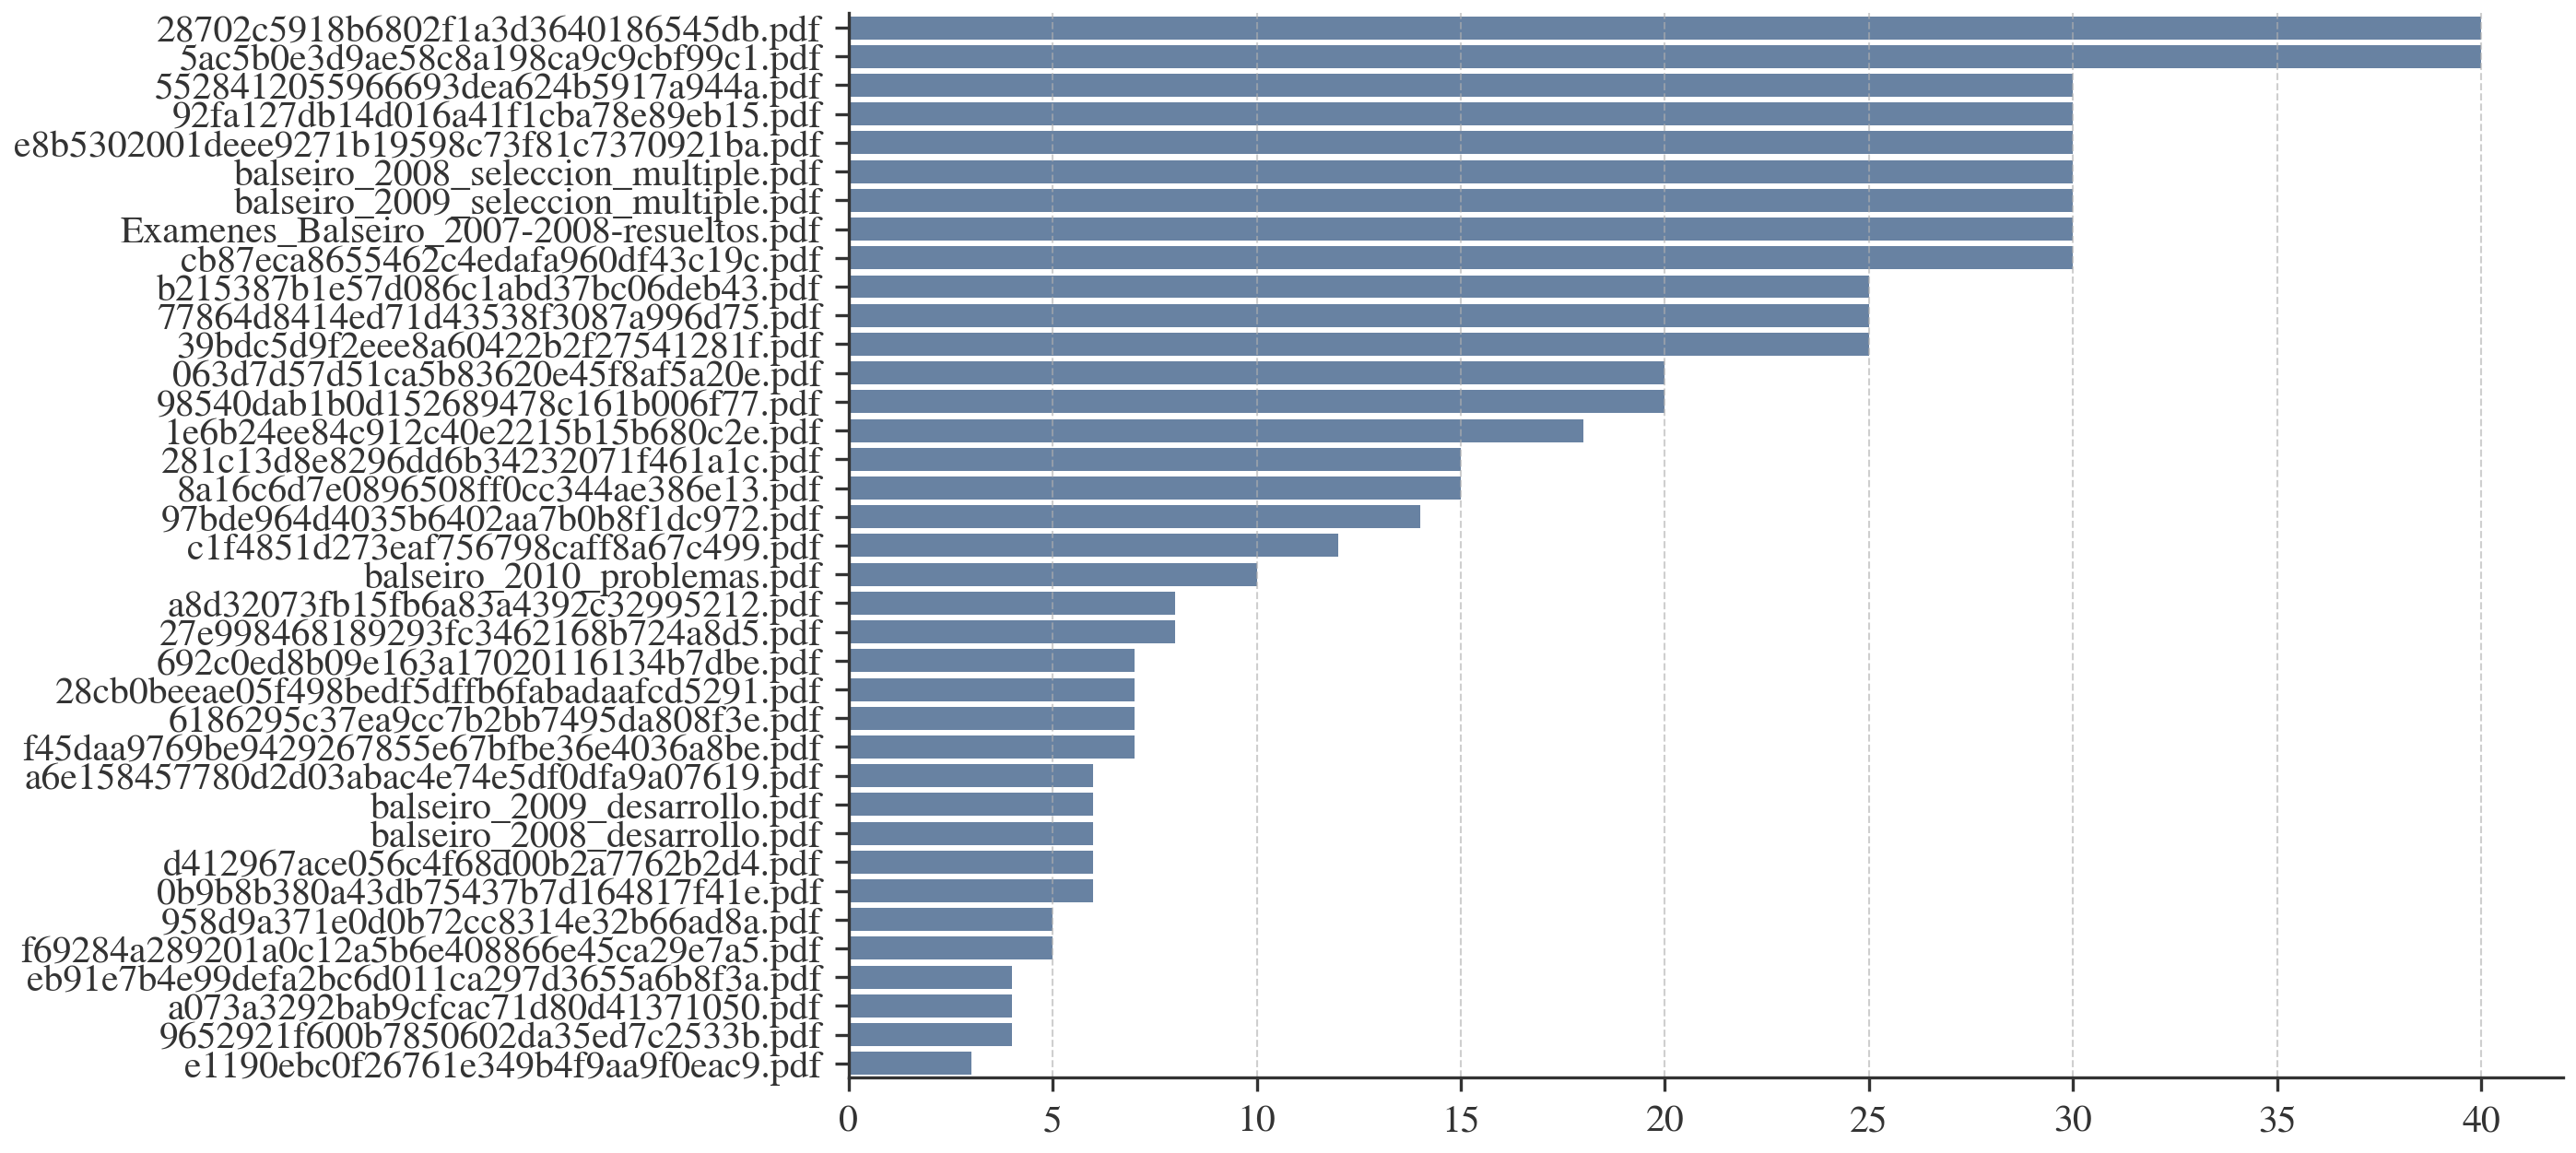 28702c5918b6802f1a3d3640186545db.pdf
5ac5b0e3d9ae58c8a198ca9c9cbf99c1.pdf
5528412055966693dea624b5917a944a.pdf
92fa127db14d016a41f1cba78e89eb15.pdf
e8b5302001deee9271b19598c73f81c7370921ba.pdf
balseiro_2008_seleccion_multiple.pdf
balseiro_2009_seleccion_multiple.pdf
Examenes_Balseiro_2007-2008-resueltos.pdf
cb87eca8655462c4edafa960df43c19c.pdf
b215387b1e57d086c1abd37bc06deb43.pdf
77864d8414ed71d43538f3087a996d75.pdf
39bdc5d9f2eee8a60422b2f27541281f.pdf
063d7d57d51ca5b83620e45f8af5a20e.pdf
98540dab1b0d152689478c161b006f77.pdf
1e6b24ee84c912c40e2215b15b680c2e.pdf
281c13d8e8296dd6b34232071f461a1c.pdf
8a16c6d7e0896508ff0cc344ae386e13.pdf
97bde964d4035b6402aa7b0b8f1dc972.pdf
c1f4851d273eaf756798caff8a67c499.pdf
balseiro_2010_problemas.pdf
a8d32073fb15fb6a83a4392c32995212.pdf
27e998468189293fc3462168b724a8d5.pdf
692c0ed8b09e163a17020116134b7dbe.pdf
28cb0beeae05f498bedf5dffb6fabadaafcd5291.pdf
6186295c37ea9cc7b2bb7495da808f3e.pdf
f45daa9769be9429267855e67bfbe36e4036a8be.pdf
a6e158457780d2d03abac4e74e5df0dfa9a07619.pdf
balseiro_2009_desarrollo.pdf
balseiro_2008_desarrollo.pdf
d412967ace056c4f68d00b2a7762b2d4.pdf
0b9b8b380a43db75437b7d164817f41e.pdf
958d9a371e0d0b72cc8314e32b66ad8a.pdf
f69284a289201a0c12a5b6e408866e45ca29e7a5.pdf
eb91e7b4e99defa2bc6d011ca297d3655a6b8f3a.pdf
a073a3292bab9cfcac71d80d41371050.pdf
9652921f600b7850602da35ed7c2533b.pdf
e1190ebc0f26761e349b4f9aa9f0eac9.pdf
0 5 10 15 20 25 30 35 40